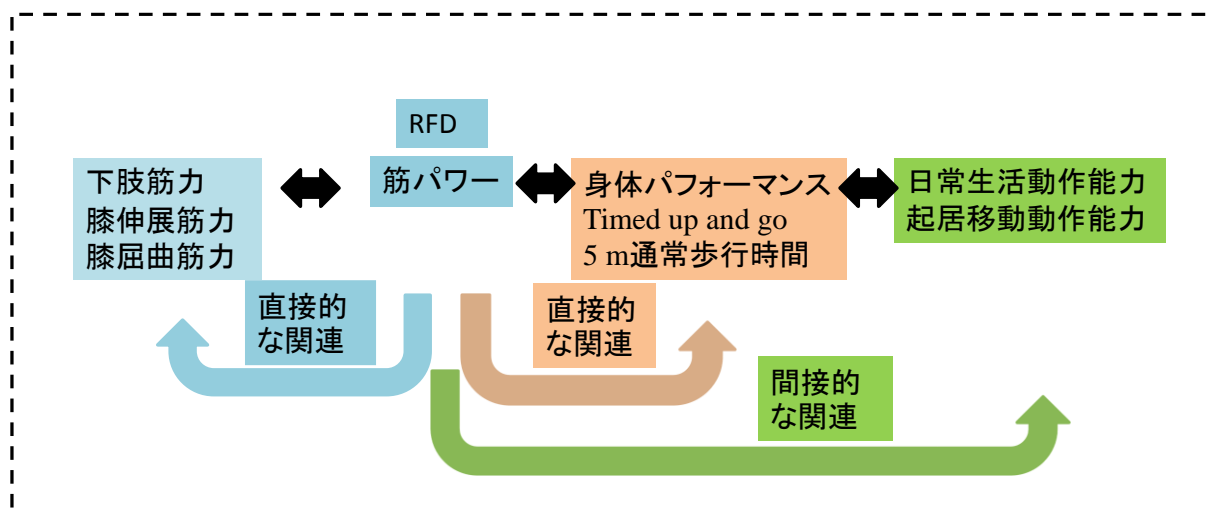 RFD
下肢筋力
膝伸展筋力
膝屈曲筋力
筋パワー
身体パフォーマンス
Timed up and go
5 m通常歩行時間
日常生活動作能力
起居移動動作能力
直接的
な関連
直接的
な関連
間接的
な関連